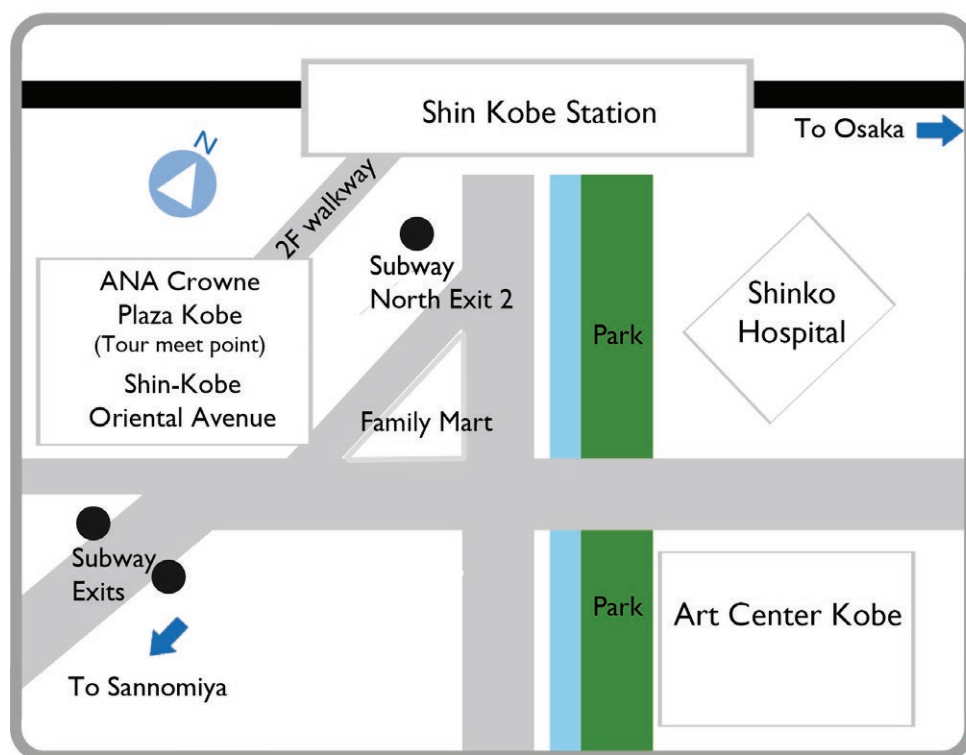 Shin Kobe Station
To Osaka
N
2F walkway
Subway
North Exit 2
ANA Crowne
Plaza Kobe
(Tour meet point)
Shin-Kobe
Oriental Avenue
Park
Shinko
Hospital
Family Mart
Subway
Exits
Park
Art Center Kobe
To Sannomiya